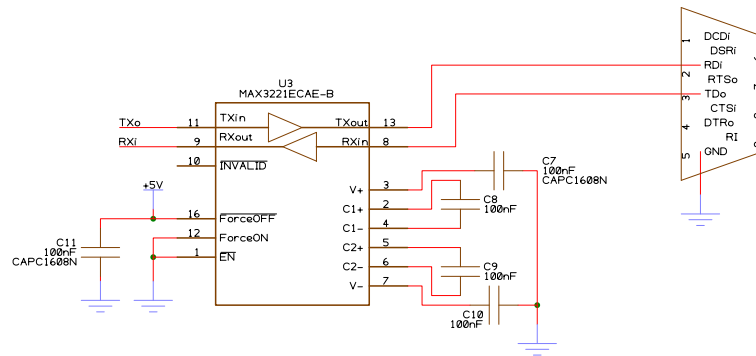 U3
MAX3221ECAE-B
TXo 11 TXin TXout 13
RXi 9 RXout RXin 8
10 INVALID
+5V
16 ForceOFF
12 ForceON
1 EN
V+ 3
C1+ 2
C1- 4
C2+ 5
C2- 6
V- 7
C11
100nF
CAPC1608N
C7
100nF
CAPC1608N
C8
100nF
C9
100nF
C10
100nF
1 DCDi
DSRi
2 RDi
RTSo
3 TDo
CTSi
4 DTRo
RI
5 GND